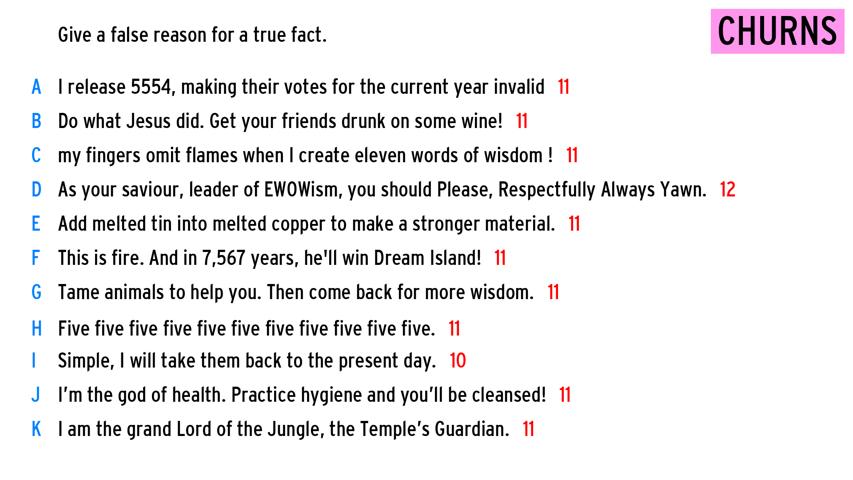 Give a false reason for a true fact.
CHURNS
A I release 5554, making their votes for the current year invalid 11
B Do what Jesus did. Get your friends drunk on some wine! 11
C my fingers omit flames when I create eleven words of wisdom ! 11
D As your saviour, leader of EWOWism, you should Please, Respectfully Always Yawn. 12
E Add melted tin into melted copper to make a stronger material. 11
F This is fire. And in 7,567 years, he'll win Dream Island! 11
G Tame animals to help you. Then come back for more wisdom. 11
H Five five five five five five five five five five five. 11
I Simple, I will take them back to the present day. 10
J I’m the god of health. Practice hygiene and you’ll be cleansed! 11
K I am the grand Lord of the Jungle, the Temple’s Guardian. 11